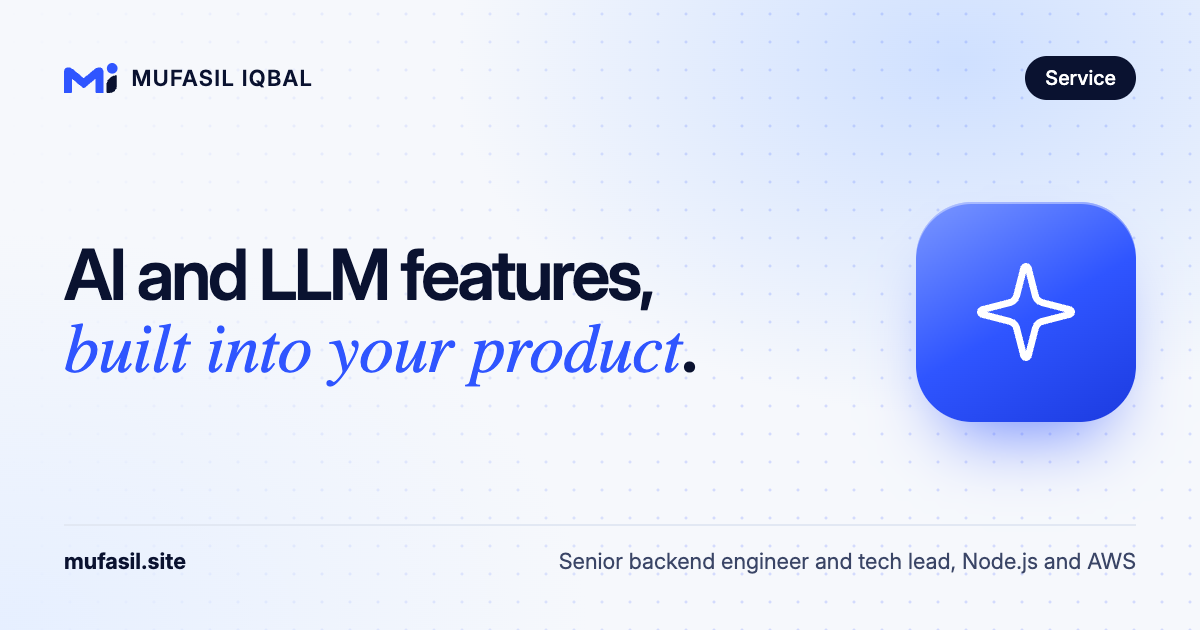 Mi MUFASIL IQBAL
Service
AI and LLM features,
built into your product.
mufasil.site
Senior backend engineer and tech lead, Node.js and AWS